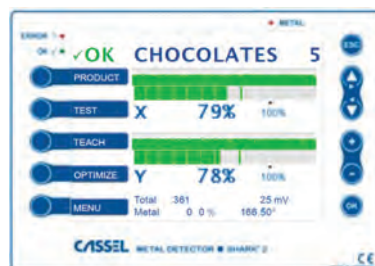 METAL
ERROR
OK ✓OK CHOCOLATES 5
ESC
PRODUCT
TEST X 79% 100%
TEACH
OPTIMIZE Y 78% 100%
MENU Total :361 25 mV
Metal 0 0 % 166.50°
OK
CASSEL METAL DETECTOR ■ SHARK 2
CE